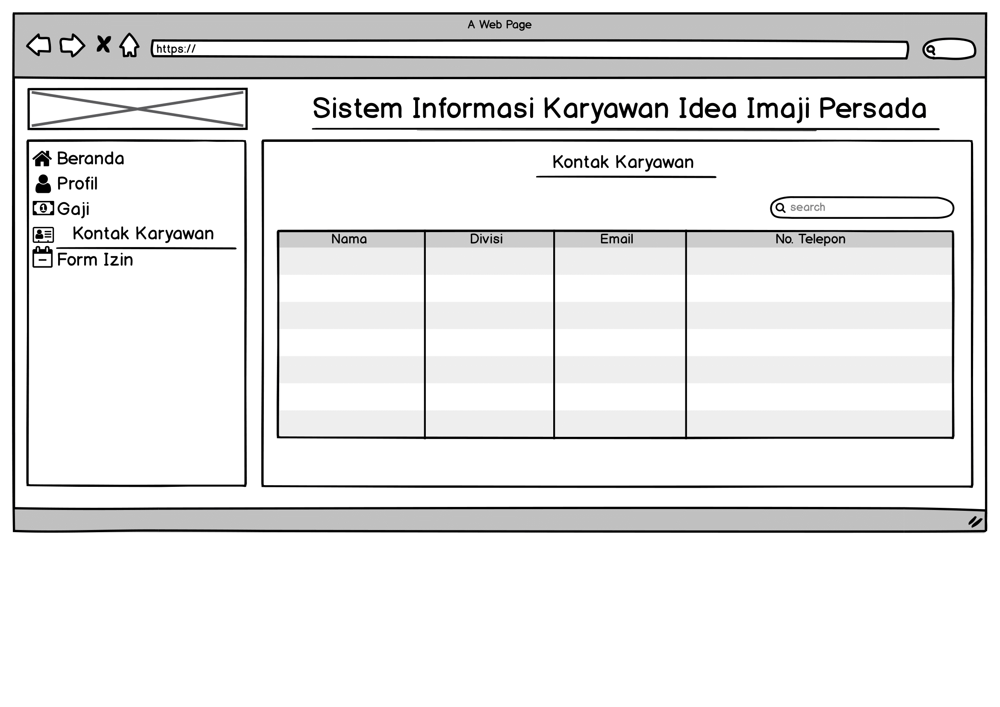 A Web Page
https://
Sistem Informasi Karyawan Idea Imaji Persada
Beranda
Profil
Gaji
Kontak Karyawan
Form Izin
Kontak Karyawan
search
Nama Divisi Email No. Telepon